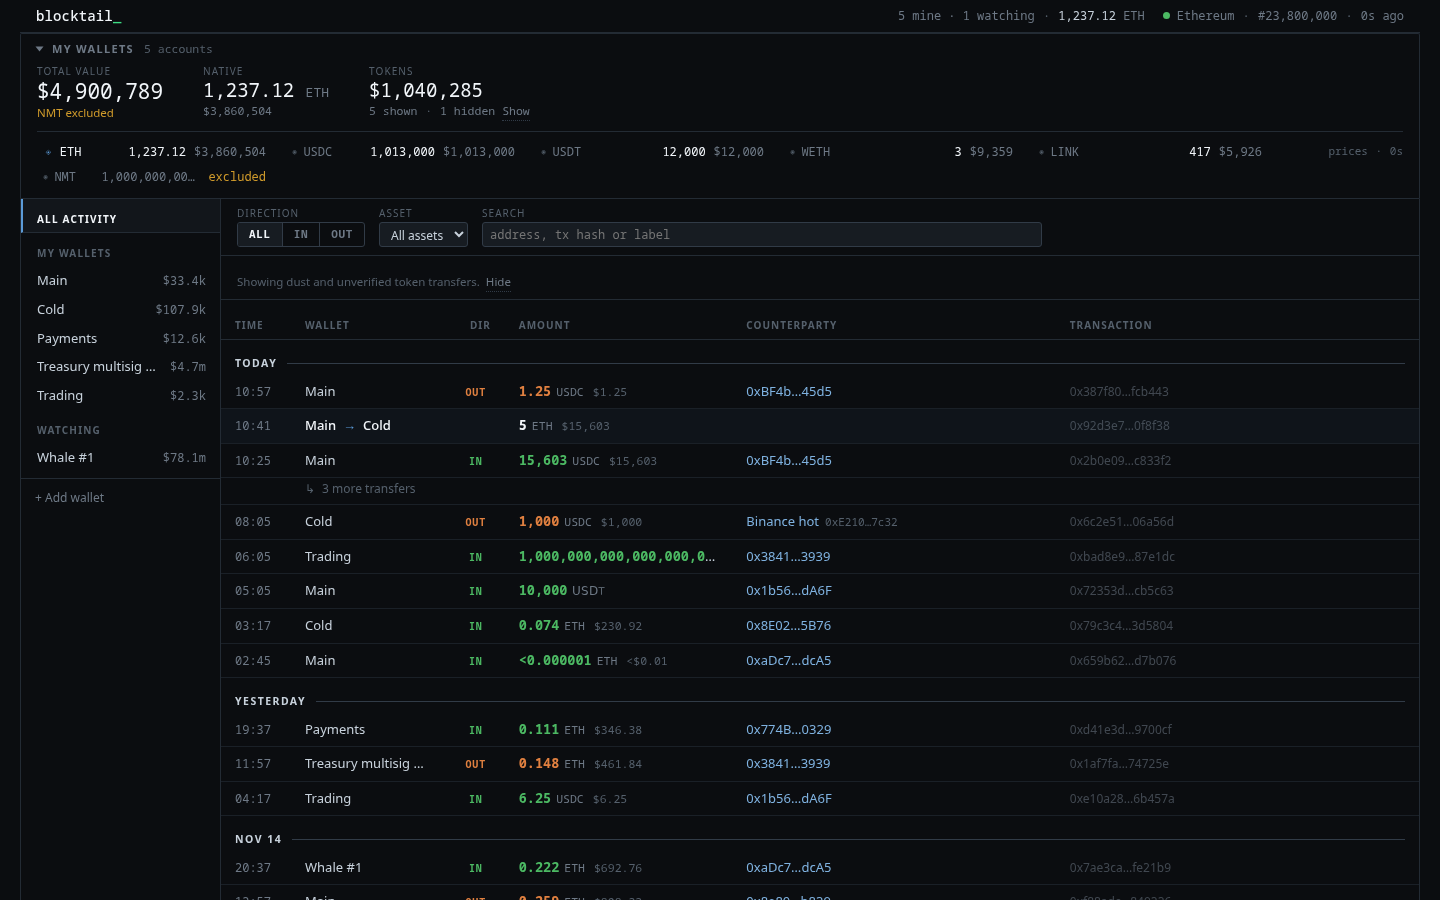 blocktail_
5 mine · 1 watching · 1,237.12 ETH Ethereum · #23,800,000 · 0s ago
MY WALLETS 5 accounts
TOTAL VALUE NATIVE TOKENS
$4,900,789 1,237.12 ETH $1,040,285
NMT excluded $3,860,504 5 shown · 1 hidden Show
ETH 1,237.12 $3,860,504 USDC 1,013,000 $1,013,000 USDT 12,000 $12,000 WETH 3 $9,359 LINK 417 $5,926 prices · 0s
NMT 1,000,000,00… excluded
ALL ACTIVITY
MY WALLETS
Main $33.4k
Cold $107.9k
Payments $12.6k
Treasury multisig … $4.7m
Trading $2.3k
WATCHING
Whale #1 $78.1m
+ Add wallet
DIRECTION ASSET SEARCH
ALL IN OUT All assets address, tx hash or label
Showing dust and unverified token transfers. Hide
TIME WALLET DIR AMOUNT COUNTERPARTY TRANSACTION
TODAY
10:57 Main OUT 1.25 USDC $1.25 0xBF4b…45d5 0x387f80…fcb443
10:41 Main → Cold 5 ETH $15,603 0x92d3e7…0f8f38
10:25 Main IN 15,603 USDC $15,603 0xBF4b…45d5 0x2b0e09…c833f2
↳ 3 more transfers
08:05 Cold OUT 1,000 USDC $1,000 Binance hot 0xE210…7c32 0x6c2e51…06a56d
06:05 Trading IN 1,000,000,000,000,000,0… 0x3841…3939 0xbad8e9…87e1dc
05:05 Main IN 10,000 USDT 0x1b56…dA6F 0x72353d…cb5c63
03:17 Cold IN 0.074 ETH $230.92 0x8E02…5B76 0x79c3c4…3d5804
02:45 Main IN <0.000001 ETH <$0.01 0xaDc7…dcA5 0x659b62…d7b076
YESTERDAY
19:37 Payments IN 0.111 ETH $346.38 0x774B…0329 0xd41e3d…9700cf
11:57 Treasury multisig … OUT 0.148 ETH $461.84 0x3841…3939 0x1af7fa…74725e
04:17 Trading IN 6.25 USDC $6.25 0x1b56…dA6F 0xe10a28…6b457a
NOV 14
20:37 Whale #1 IN 0.222 ETH $692.76 0xaDc7…dcA5 0x7ae3ca…fe21b9